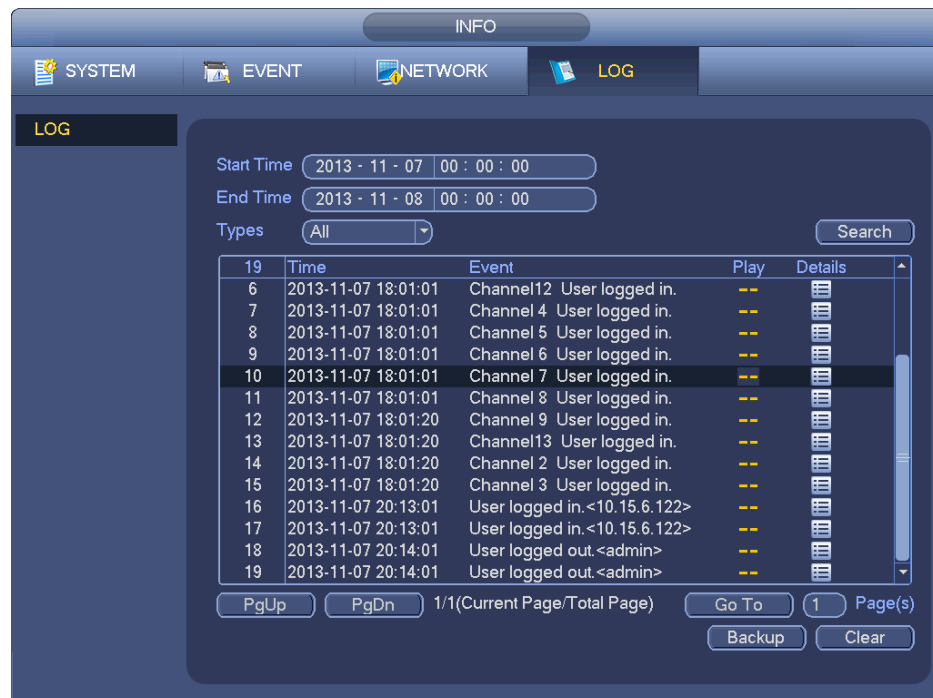 INFO
SYSTEM EVENT NETWORK LOG
LOG
Start Time 2013 - 11 - 07 00 : 00 : 00
End Time 2013 - 11 - 08 00 : 00 : 00
Types All Search
19 Time Event Play Details
6 2013-11-07 18:01:01 Channel12 User logged in. --
7 2013-11-07 18:01:01 Channel 4 User logged in. --
8 2013-11-07 18:01:01 Channel 5 User logged in. --
9 2013-11-07 18:01:01 Channel 6 User logged in. --
10 2013-11-07 18:01:01 Channel 7 User logged in. --
11 2013-11-07 18:01:01 Channel 8 User logged in. --
12 2013-11-07 18:01:20 Channel 9 User logged in. --
13 2013-11-07 18:01:20 Channel13 User logged in. --
14 2013-11-07 18:01:20 Channel 2 User logged in. --
15 2013-11-07 18:01:20 Channel 3 User logged in. --
16 2013-11-07 20:13:01 User logged in.<10.15.6.122> --
17 2013-11-07 20:13:01 User logged in.<10.15.6.122> --
18 2013-11-07 20:14:01 User logged out.<admin> --
19 2013-11-07 20:14:01 User logged out.<admin> --
PgUp PgDn 1/1(Current Page/Total Page) Go To 1 Page(s)
Backup Clear